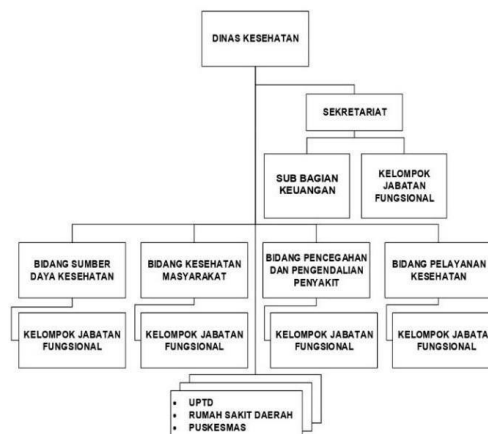 DINAS KESEHATAN
SEKRETARIAT
SUB BAGIAN
KEUANGAN
KELOMPOK
JABATAN
FUNGSIONAL
BIDANG SUMBER
DAYA KESEHATAN
BIDANG KESEHATAN
MASYARAKAT
BIDANG PENCEGAHAN
DAN PENGENDALIAN
PENYAKIT
BIDANG PELAYANAN
KESEHATAN
KELOMPOK JABATAN
FUNGSIONAL
KELOMPOK JABATAN
FUNGSIONAL
KELOMPOK JABATAN
FUNGSIONAL
KELOMPOK JABATAN
FUNGSIONAL
• UPTD
• RUMAH SAKIT DAERAH
• PUSKESMAS